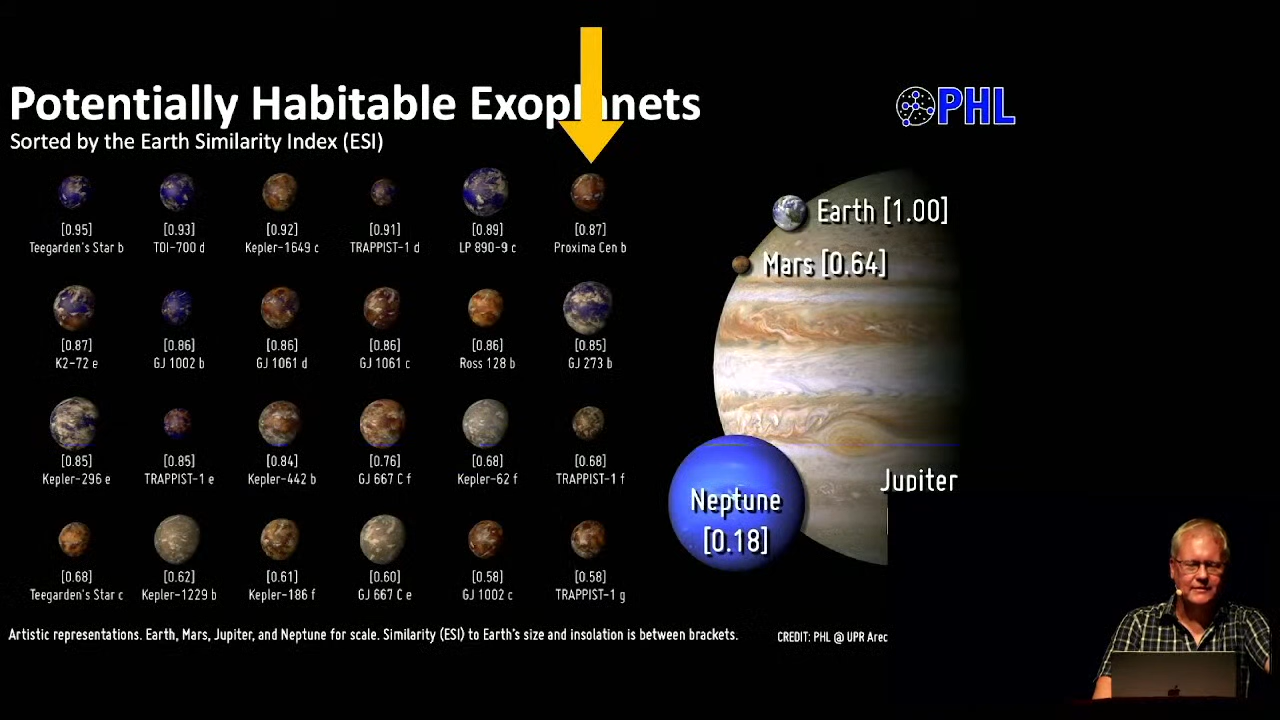 Potentially Habitable Exoplanets
PHL
Sorted by the Earth Similarity Index (ESI)
[0.95] [0.93] [0.92] [0.91] [0.89] [0.87]
Teegarden's Star b TOI-700 d Kepler-1649 c TRAPPIST-1 d LP 890-9 c Proxima Cen b
Earth [1.00]
Mars [0.64]
[0.87] [0.86] [0.86] [0.86] [0.86] [0.85]
K2-72 e GJ 1002 b GJ 1061 d GJ 1061 c Ross 128 b GJ 273 b
[0.85] [0.85] [0.84] [0.76] [0.68] [0.68]
Kepler-296 e TRAPPIST-1 e Kepler-442 b GJ 667 C f Kepler-62 f TRAPPIST-1 f
Jupiter
Neptune
[0.18]
[0.68] [0.62] [0.61] [0.60] [0.58] [0.58]
Teegarden's Star c Kepler-1229 b Kepler-186 f GJ 667 C e GJ 1002 c TRAPPIST-1 g
Artistic representations. Earth, Mars, Jupiter, and Neptune for scale. Similarity (ESI) to Earth's size and insolation is between brackets.
CREDIT: PHL @ UPR Arec